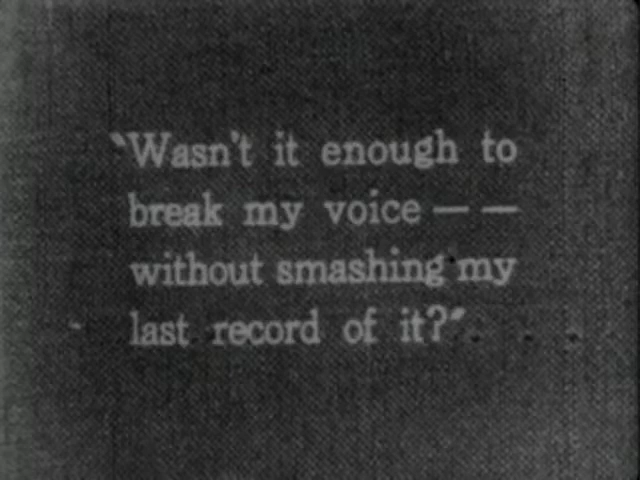 "Wasn't it enough to
break my voice — —
without smashing my
last record of it?"